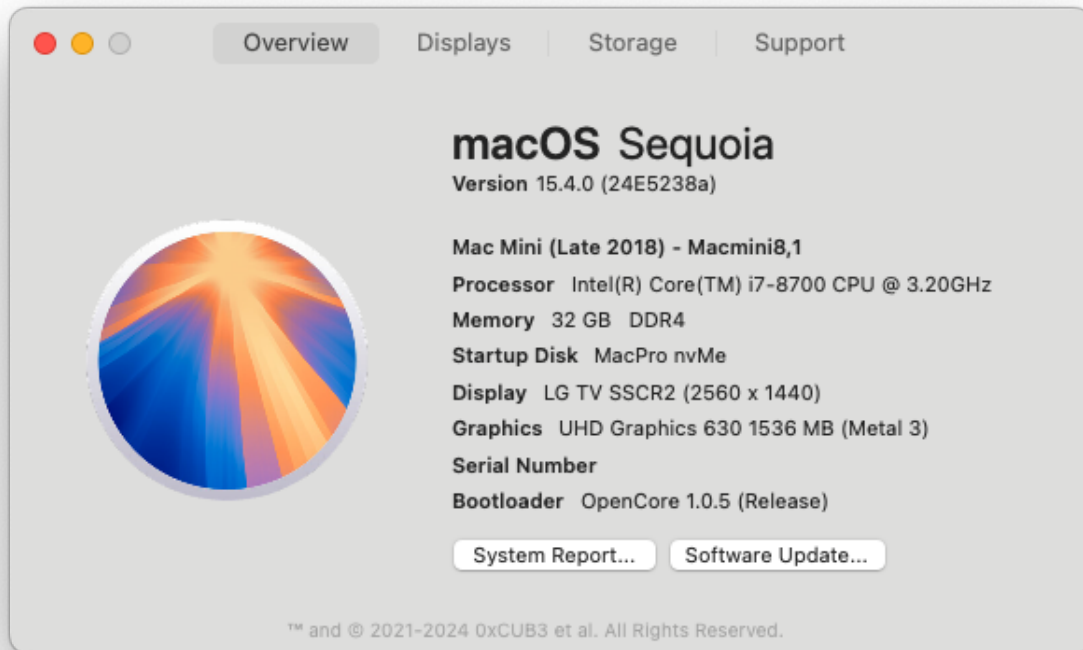 Overview Displays Storage Support
macOS Sequoia
Version 15.4.0 (24E5238a)
Mac Mini (Late 2018) - Macmini8,1
Processor Intel(R) Core(TM) i7-8700 CPU @ 3.20GHz
Memory 32 GB DDR4
Startup Disk MacPro nvMe
Display LG TV SSCR2 (2560 x 1440)
Graphics UHD Graphics 630 1536 MB (Metal 3)
Serial Number
Bootloader OpenCore 1.0.5 (Release)
System Report... Software Update...
™ and © 2021-2024 0xCUB3 et al. All Rights Reserved.